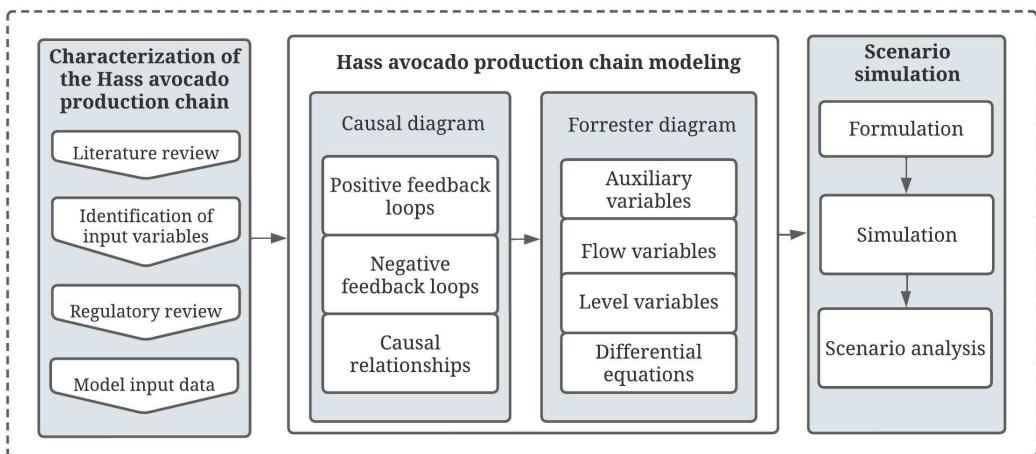 Characterization of
the Hass avocado
production chain
Literature review
Identification of
input variables
Regulatory review
Model input data
Hass avocado production chain modeling
Causal diagram
Positive feedback
loops
Negative
feedback loops
Causal
relationships
Forrester diagram
Auxiliary
variables
Flow variables
Level variables
Differential
equations
Scenario
simulation
Formulation
Simulation
Scenario analysis